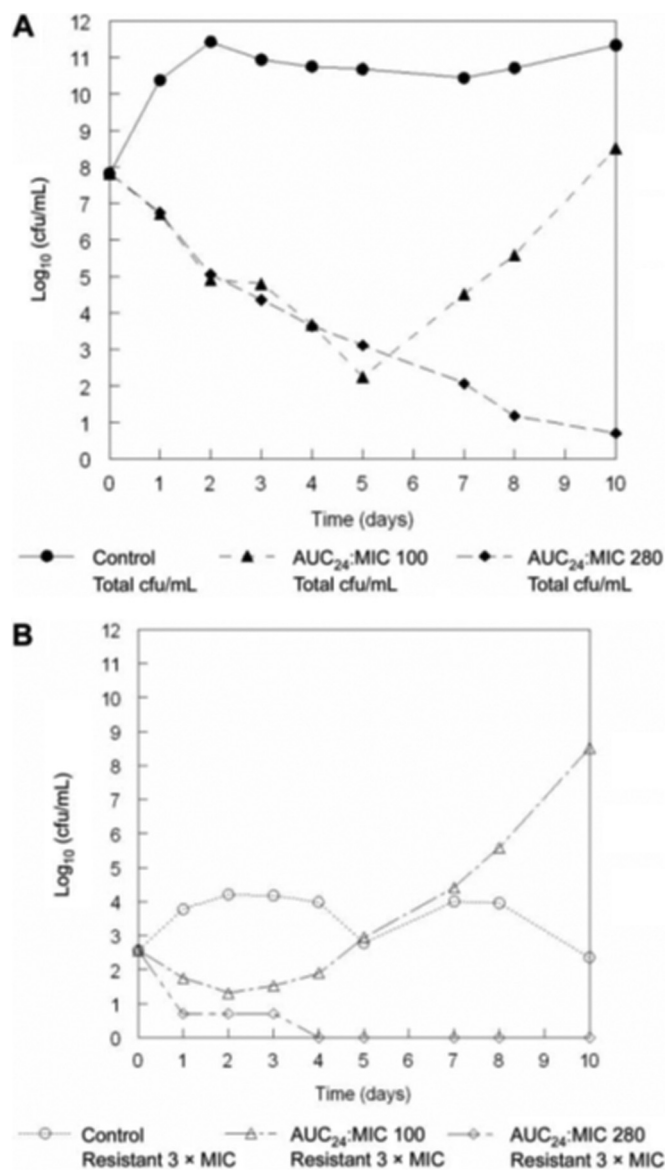 A
12
11
10
9
8
7
6
5
4
3
2
1
0
Log10 (cfu/mL)
0 1 2 3 4 5 7 8 10
Time (days)
Control AUC24:MIC 100 AUC24:MIC 280
Total cfu/mL Total cfu/mL Total cfu/mL
B
12
11
10
9
8
7
6
5
4
3
2
1
0
Log10 (cfu/mL)
0 1 2 3 4 5 7 8 10
Time (days)
Control AUC24:MIC 100 AUC24:MIC 280
Resistant 3 × MIC Resistant 3 × MIC Resistant 3 × MIC